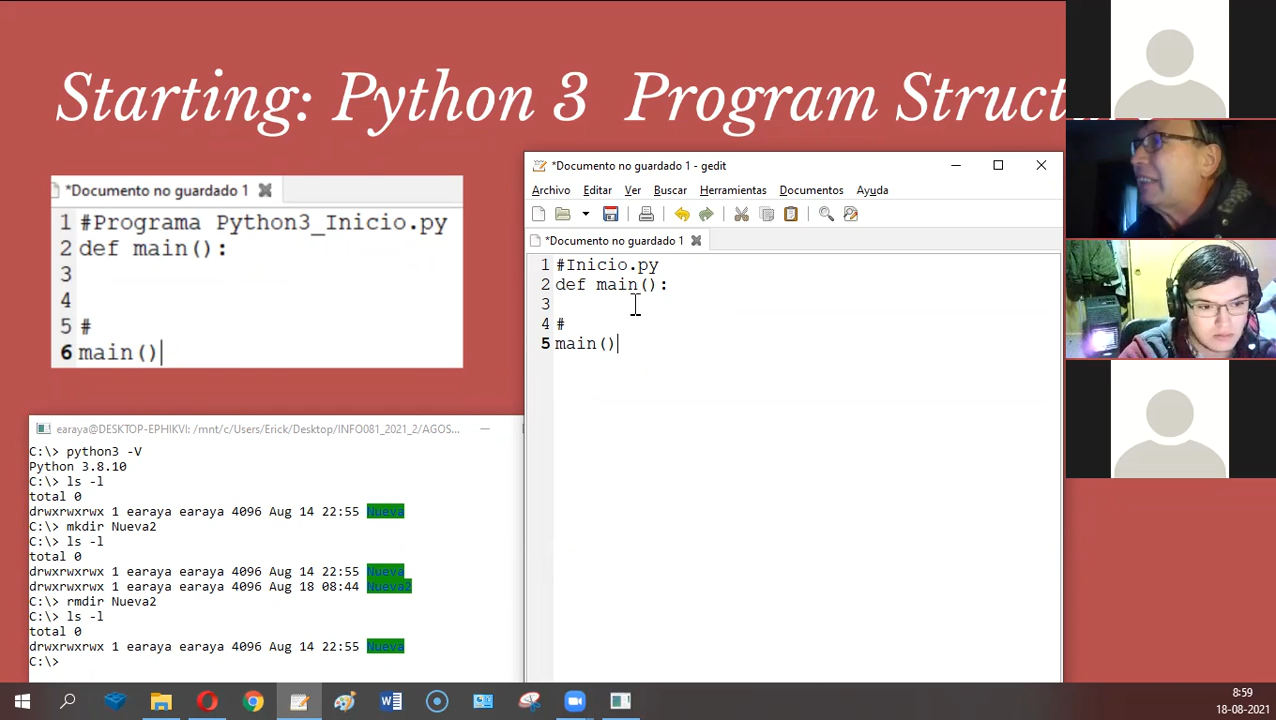 Starting: Python 3 Program Struct
*Documento no guardado 1
1 #Programa Python3_Inicio.py
2 def main():
3
4
5 #
6 main()
*Documento no guardado 1 - gedit
Archivo Editar Ver Buscar Herramientas Documentos Ayuda
*Documento no guardado 1
1 #Inicio.py
2 def main():
3
4 #
5 main()
earaya@DESKTOP-EPHIKVI: /mnt/c/Users/Erick/Desktop/INFO081_2021_2/AGOS...
C:\> python3 -V
Python 3.8.10
C:\> ls -l
total 0
drwxrwxrwx 1 earaya earaya 4096 Aug 14 22:55 Nueva
C:\> mkdir Nueva2
C:\> ls -l
total 0
drwxrwxrwx 1 earaya earaya 4096 Aug 14 22:55 Nueva
drwxrwxrwx 1 earaya earaya 4096 Aug 18 08:44 Nueva2
C:\> rmdir Nueva2
C:\> ls -l
total 0
drwxrwxrwx 1 earaya earaya 4096 Aug 14 22:55 Nueva
C:\>
8:59
18-08-2021